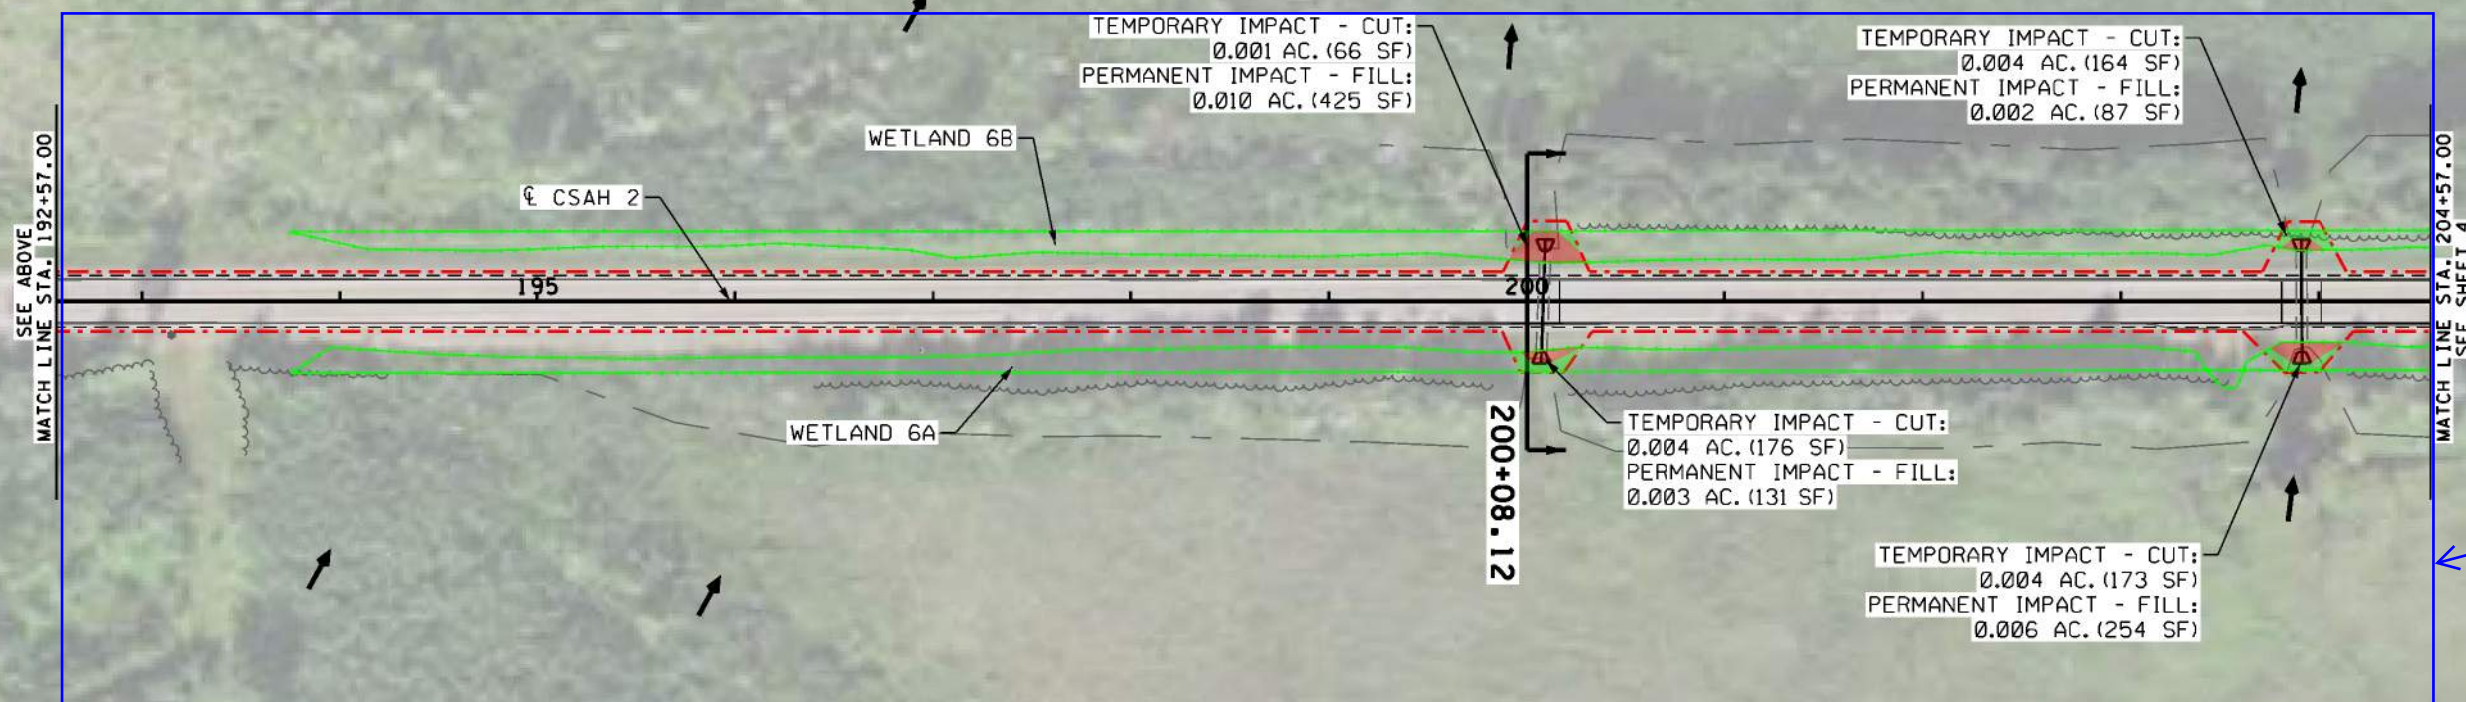 TEMPORARY IMPACT - CUT:
0.001 AC. (66 SF)
PERMANENT IMPACT - FILL:
0.010 AC. (425 SF)
TEMPORARY IMPACT - CUT:
0.004 AC. (164 SF)
PERMANENT IMPACT - FILL:
0.002 AC. (87 SF)
WETLAND 6B
℄ CSAH 2
SEE ABOVE
MATCH LINE STA. 192+57.00
195
200
MATCH LINE STA. 204+57.00
SEE SHEET 4
WETLAND 6A
200+08.12
TEMPORARY IMPACT - CUT:
0.004 AC. (176 SF)
PERMANENT IMPACT - FILL:
0.003 AC. (131 SF)
TEMPORARY IMPACT - CUT:
0.004 AC. (173 SF)
PERMANENT IMPACT - FILL:
0.006 AC. (254 SF)